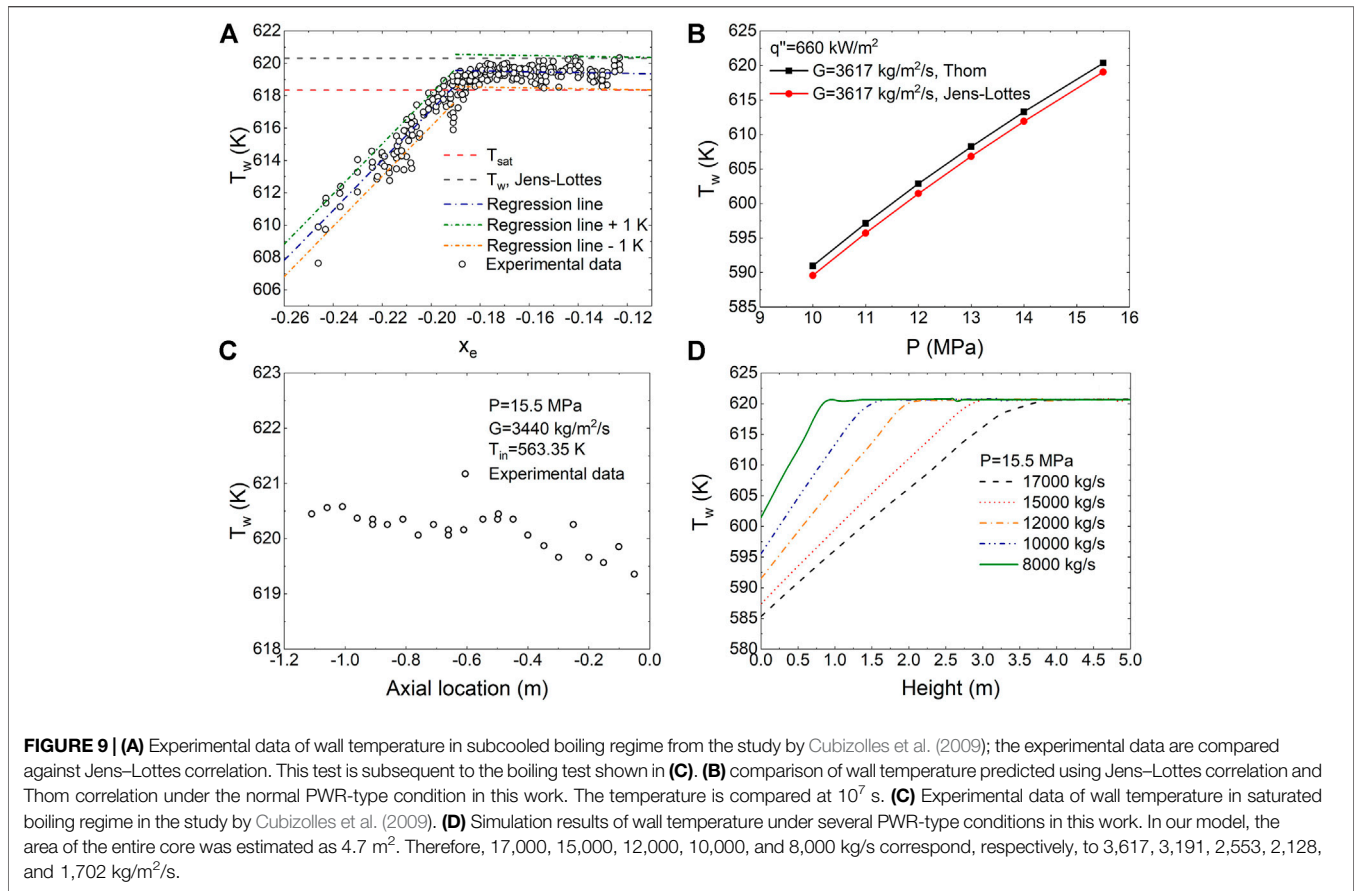 A
622
620
618
616
614
612
610
608
606
T_w (K)
-0.26 -0.24 -0.22 -0.20 -0.18 -0.16 -0.14 -0.12
x_e
T_sat
T_w, Jens-Lottes
Regression line
Regression line + 1 K
Regression line - 1 K
Experimental data
B
625
620
615
610
605
600
595
590
585
T_w (K)
q"=660 kW/m²
G=3617 kg/m²/s, Thom
G=3617 kg/m²/s, Jens-Lottes
9 10 11 12 13 14 15 16
P (MPa)
C
623
622
621
620
619
618
T_w (K)
P=15.5 MPa
G=3440 kg/m²/s
T_in=563.35 K
Experimental data
-1.2 -1.0 -0.8 -0.6 -0.4 -0.2 0.0
Axial location (m)
D
625
620
615
610
605
600
595
590
585
580
T_w (K)
P=15.5 MPa
17000 kg/s
15000 kg/s
12000 kg/s
10000 kg/s
8000 kg/s
0.0 0.5 1.0 1.5 2.0 2.5 3.0 3.5 4.0 4.5 5.0
Height (m)
FIGURE 9 | (A) Experimental data of wall temperature in subcooled boiling regime from the study by Cubizolles et al. (2009); the experimental data are compared
against Jens–Lottes correlation. This test is subsequent to the boiling test shown in (C). (B) comparison of wall temperature predicted using Jens–Lottes correlation and
Thom correlation under the normal PWR-type condition in this work. The temperature is compared at 10⁷ s. (C) Experimental data of wall temperature in saturated
boiling regime in the study by Cubizolles et al. (2009). (D) Simulation results of wall temperature under several PWR-type conditions in this work. In our model, the
area of the entire core was estimated as 4.7 m². Therefore, 17,000, 15,000, 12,000, 10,000, and 8,000 kg/s correspond, respectively, to 3,617, 3,191, 2,553, 2,128,
and 1,702 kg/m²/s.